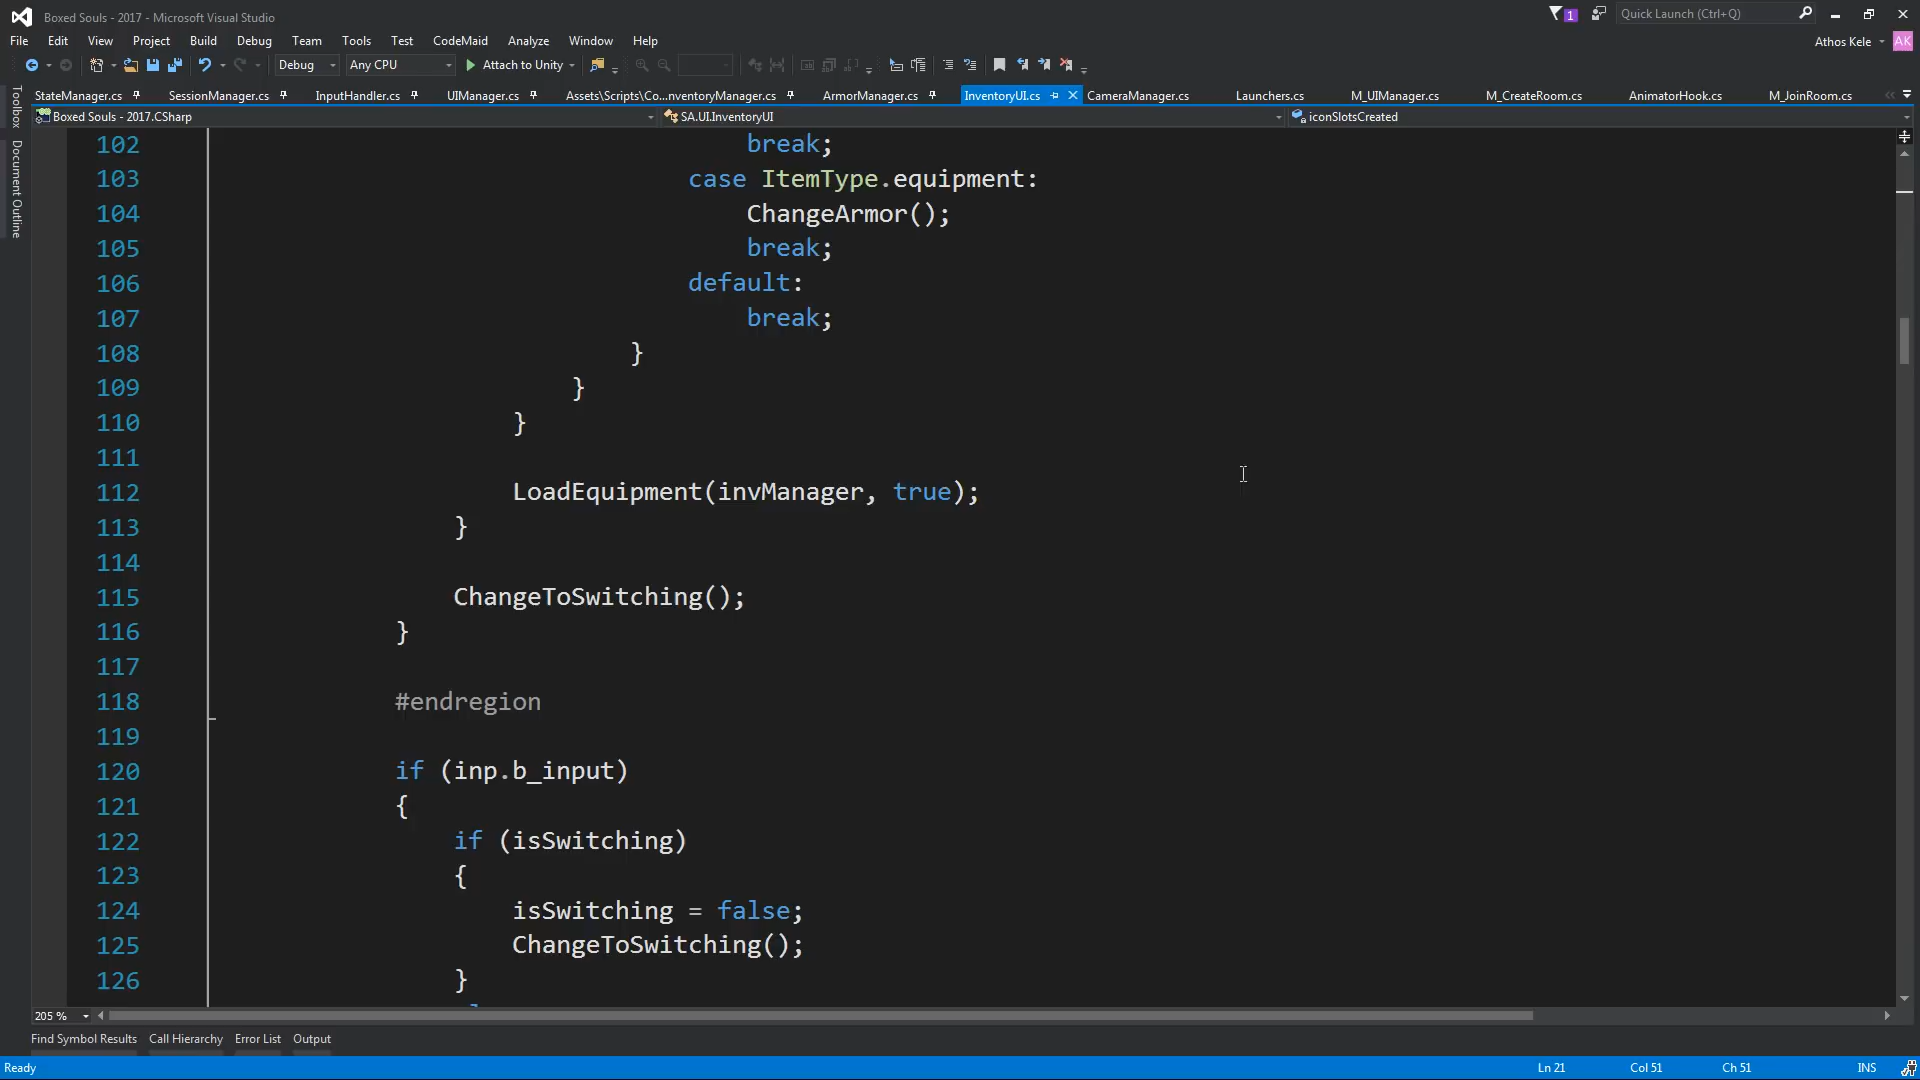 Boxed Souls - 2017 - Microsoft Visual Studio
1
Quick Launch (Ctrl+Q)
File Edit View Project Build Debug Team Tools Test CodeMaid Analyze Window Help
Athos Kele AK
Debug Any CPU Attach to Unity
Toolbox
Document Outline
StateManager.cs SessionManager.cs InputHandler.cs UIManager.cs Assets\Scripts\Co...nventoryManager.cs ArmorManager.cs InventoryUI.cs CameraManager.cs Launchers.cs M_UIManager.cs M_CreateRoom.cs AnimatorHook.cs M_JoinRoom.cs
Boxed Souls - 2017.CSharp SA.UI.InventoryUI iconSlotsCreated
102 break;
103 case ItemType.equipment:
104 ChangeArmor();
105 break;
106 default:
107 break;
108 }
109 }
110 }
111
112 LoadEquipment(invManager, true);
113 }
114
115 ChangeToSwitching();
116 }
117
118 #endregion
119
120 if (inp.b_input)
121 {
122 if (isSwitching)
123 {
124 isSwitching = false;
125 ChangeToSwitching();
126 }
205 %
Find Symbol Results Call Hierarchy Error List Output
Ready Ln 21 Col 51 Ch 51 INS